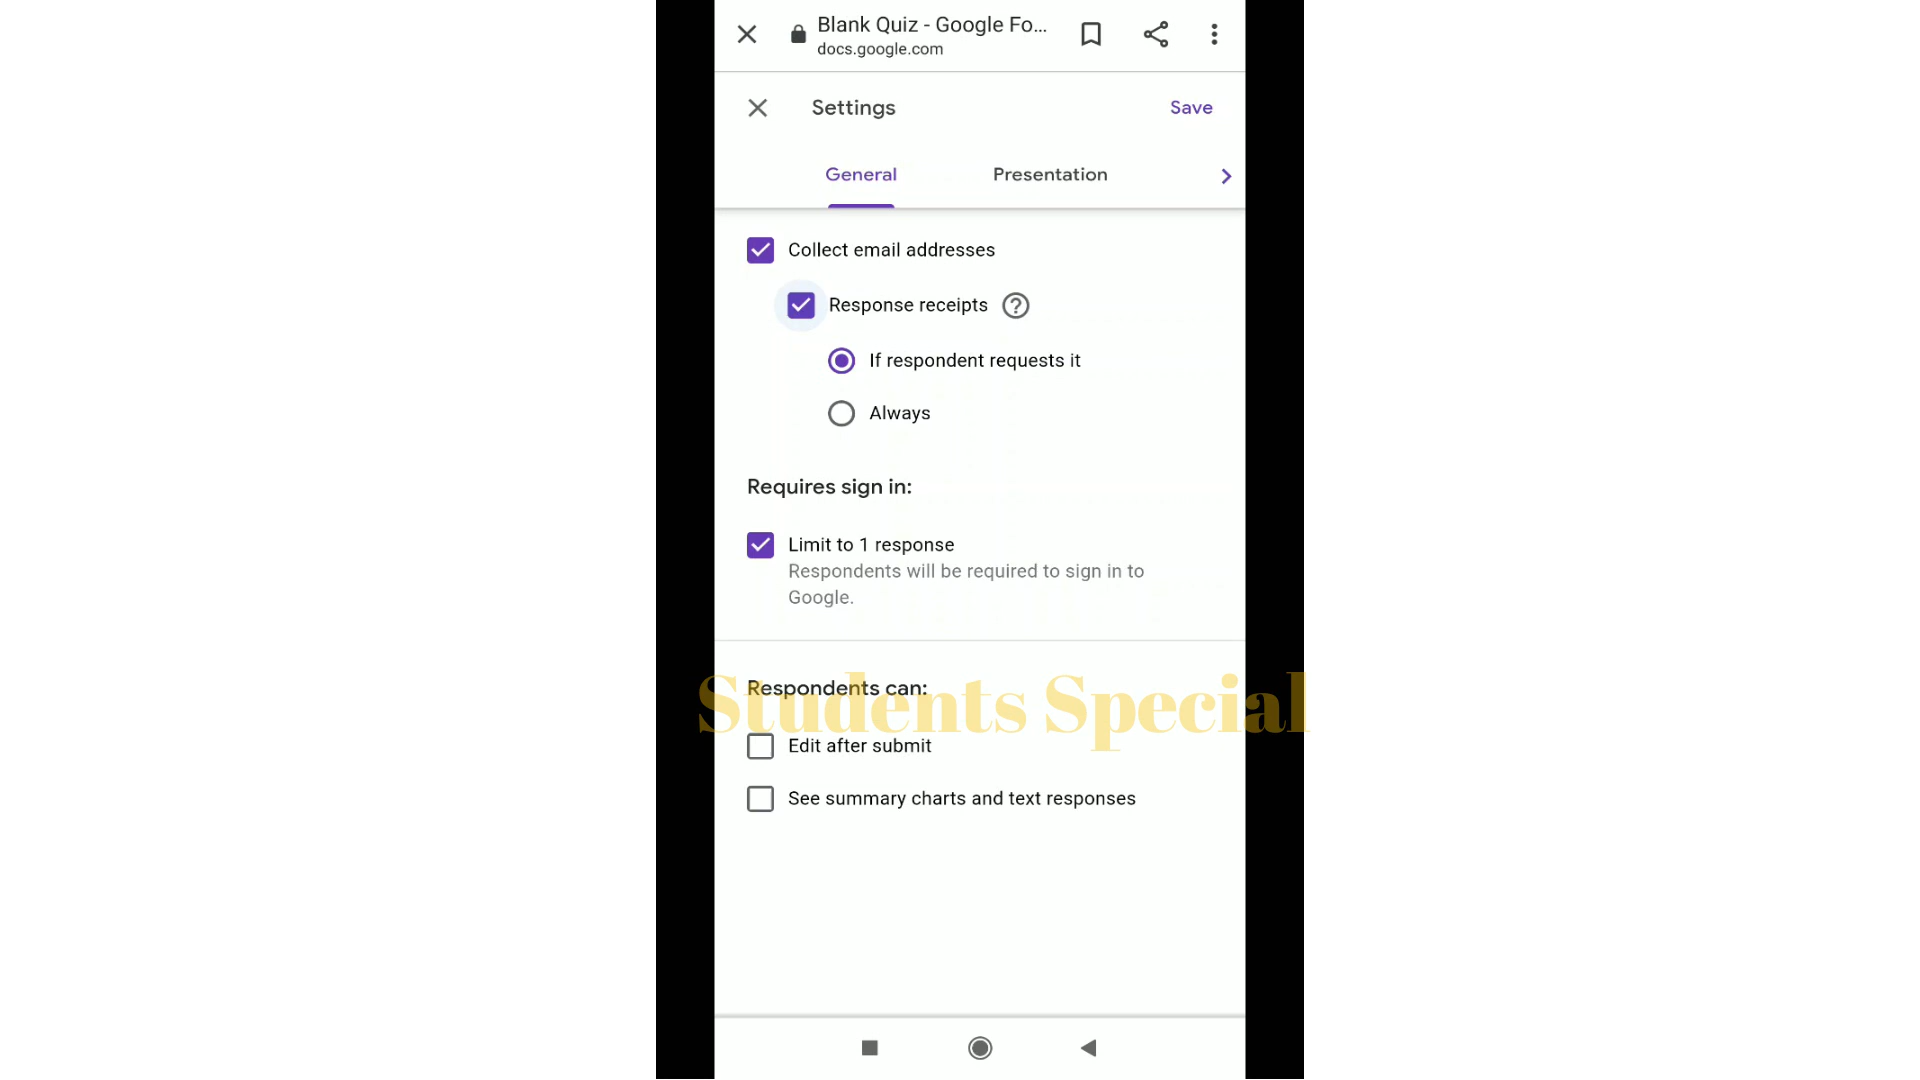 Blank Quiz - Google Fo...
docs.google.com
Settings
Save
General
Presentation
Collect email addresses
Response receipts
If respondent requests it
Always
Requires sign in:
Limit to 1 response
Respondents will be required to sign in to
Google.
Respondents can:
Students Special
Edit after submit
See summary charts and text responses